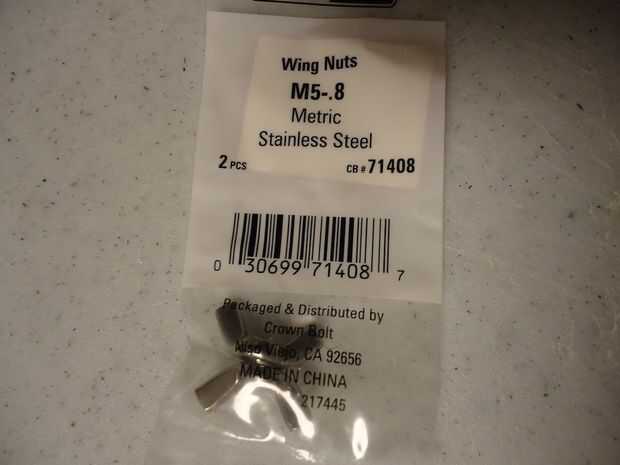 Wing Nuts
M5-.8
Metric
Stainless Steel
2 PCS CB # 71408
0 30699 71408 7
Packaged & Distributed by
Crown Bolt
Aliso Viejo, CA 92656
MADE IN CHINA
217445